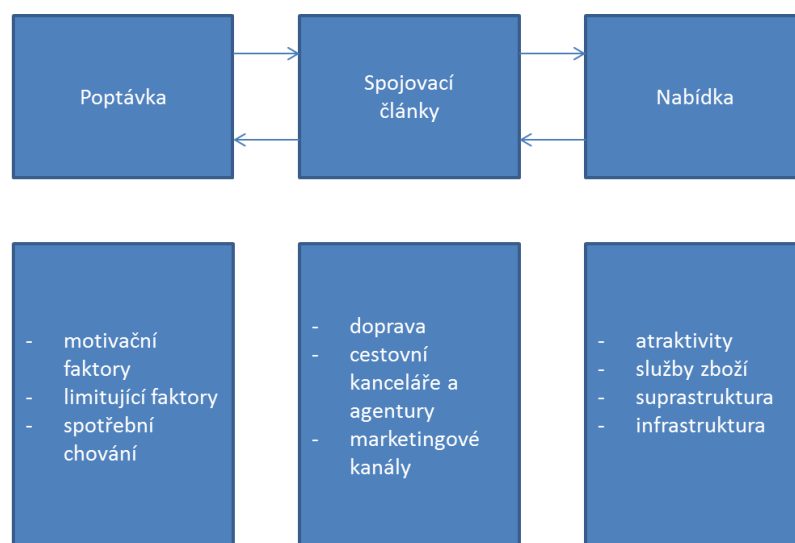 Poptávka
Spojovací
články
Nabídka
- motivační
faktory
- limitující faktory
- spotřební
chování
- doprava
- cestovní
kanceláře a
agentury
- marketingové
kanály
- atraktivity
- služby zboží
- suprastruktura
- infrastruktura